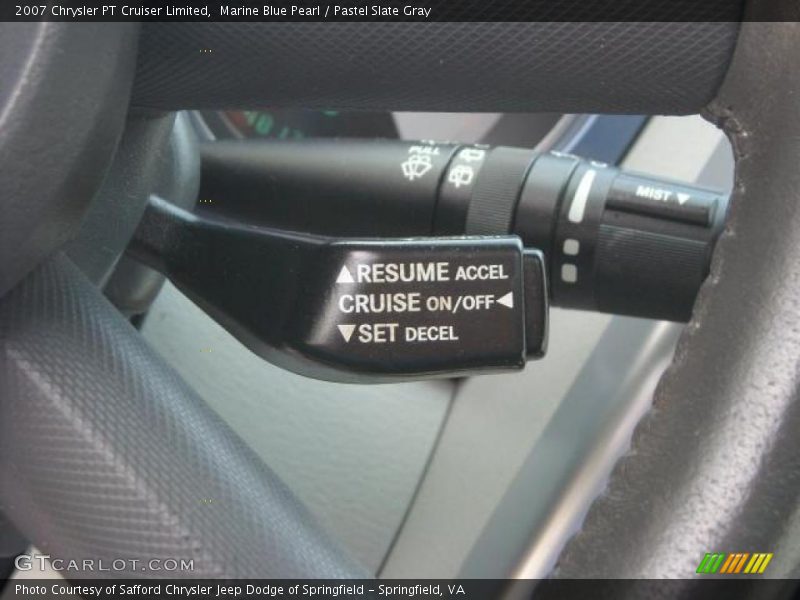 2007 Chrysler PT Cruiser Limited, Marine Blue Pearl / Pastel Slate Gray
PULL
MIST ▼
▲RESUME ACCEL
CRUISE ON/OFF◀
▼SET DECEL
GTCARLOT.COM
Photo Courtesy of Safford Chrysler Jeep Dodge of Springfield - Springfield, VA